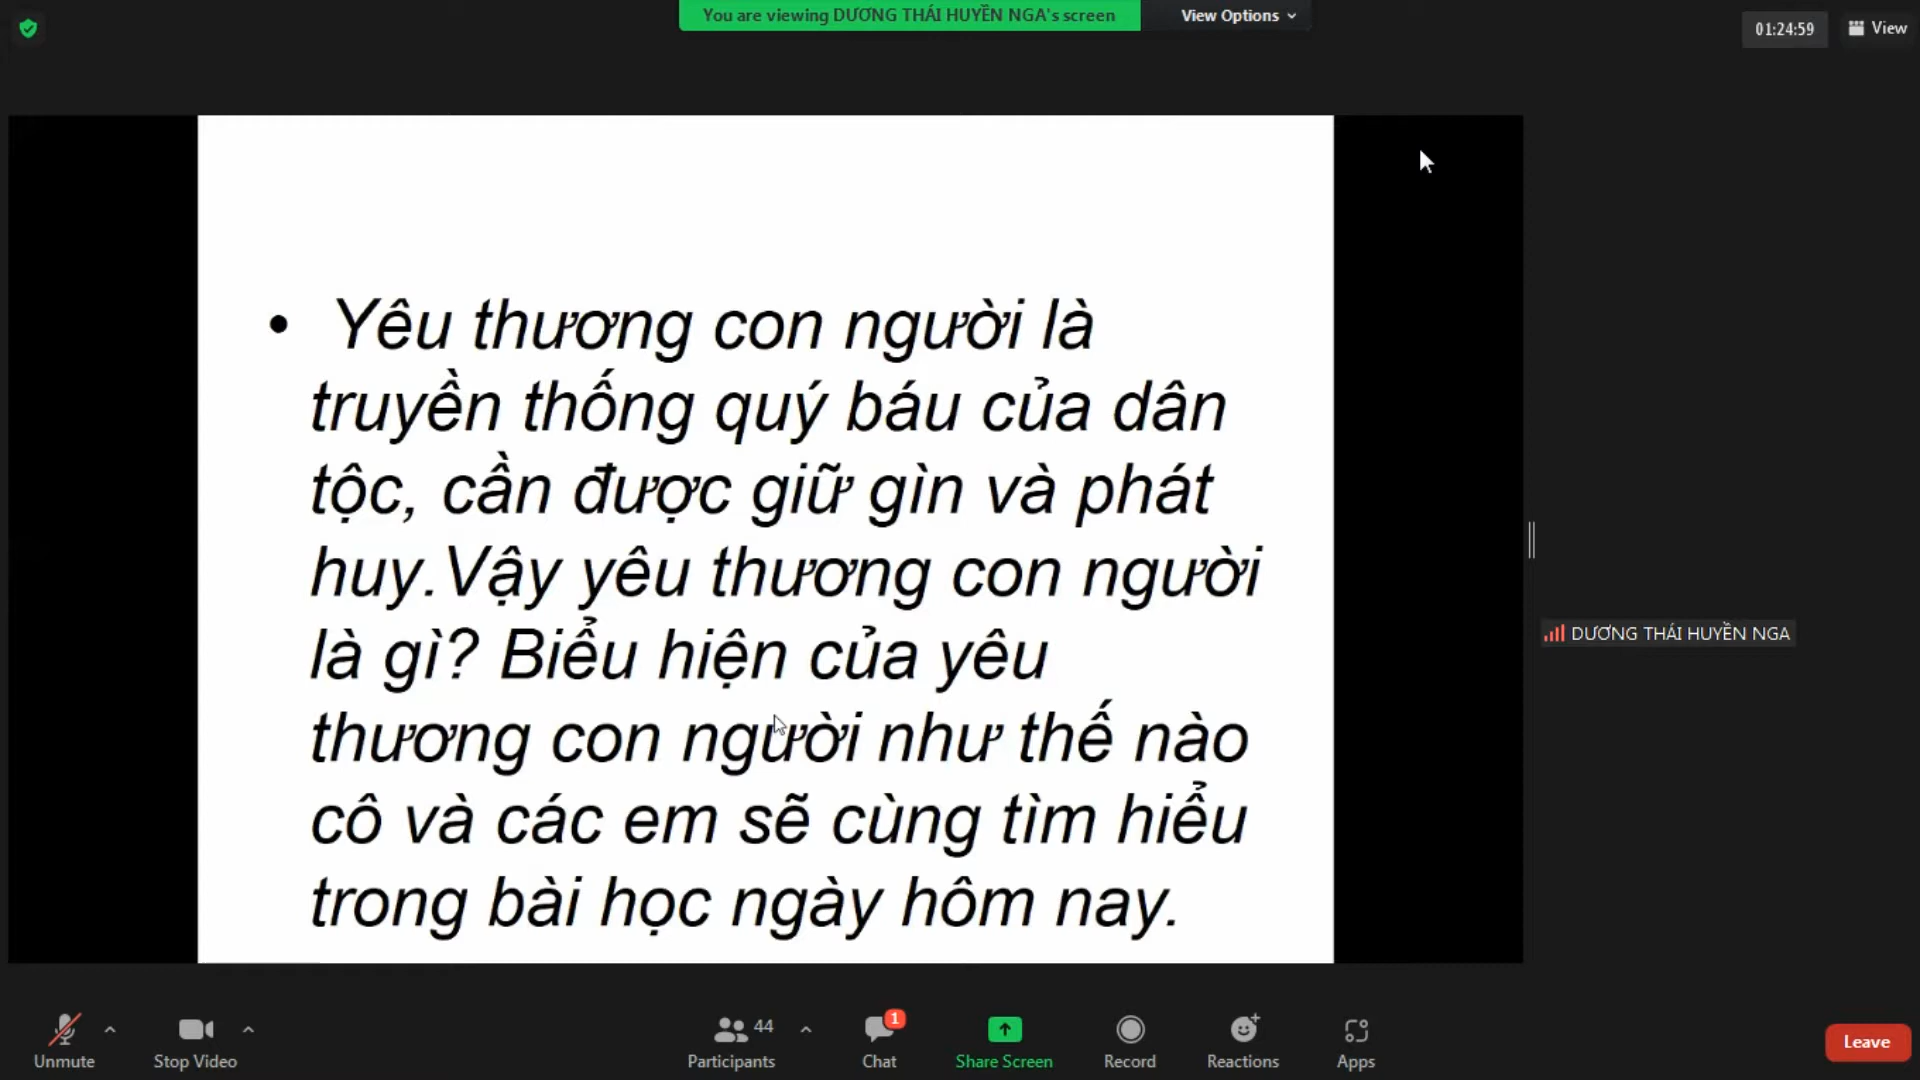 You are viewing DƯƠNG THÁI HUYỀN NGA's screen
View Options
01:24:59
View
• Yêu thương con người là
truyền thống quý báu của dân
tộc, cần được giữ gìn và phát
huy.Vậy yêu thương con người
là gì? Biểu hiện của yêu
thương con người như thế nào
cô và các em sẽ cùng tìm hiểu
trong bài học ngày hôm nay.
DƯƠNG THÁI HUYỀN NGA
Unmute
Stop Video
44
Participants
1
Chat
Share Screen
Record
Reactions
Apps
Leave